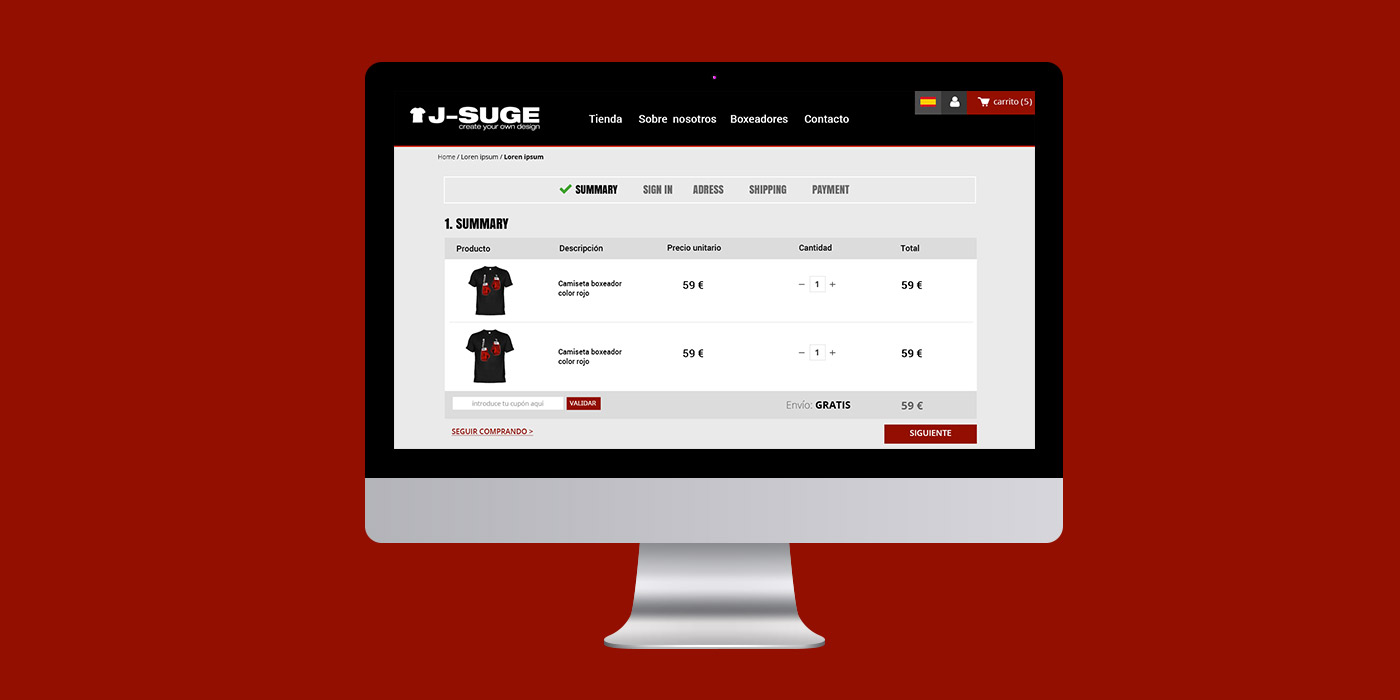 carrito (5)
J-SUGE
create your own design
Tienda Sobre nosotros Boxeadores Contacto
Home / Loren ipsum / Loren ipsum
SUMMARY SIGN IN ADRESS SHIPPING PAYMENT
1. SUMMARY
Producto Descripción Precio unitario Cantidad Total
Camiseta boxeador
color rojo
59 € − 1 + 59 €
Camiseta boxeador
color rojo
59 € − 1 + 59 €
introduce tu cupón aquí VALIDAR Envío: GRATIS 59 €
SEGUIR COMPRANDO > SIGUIENTE